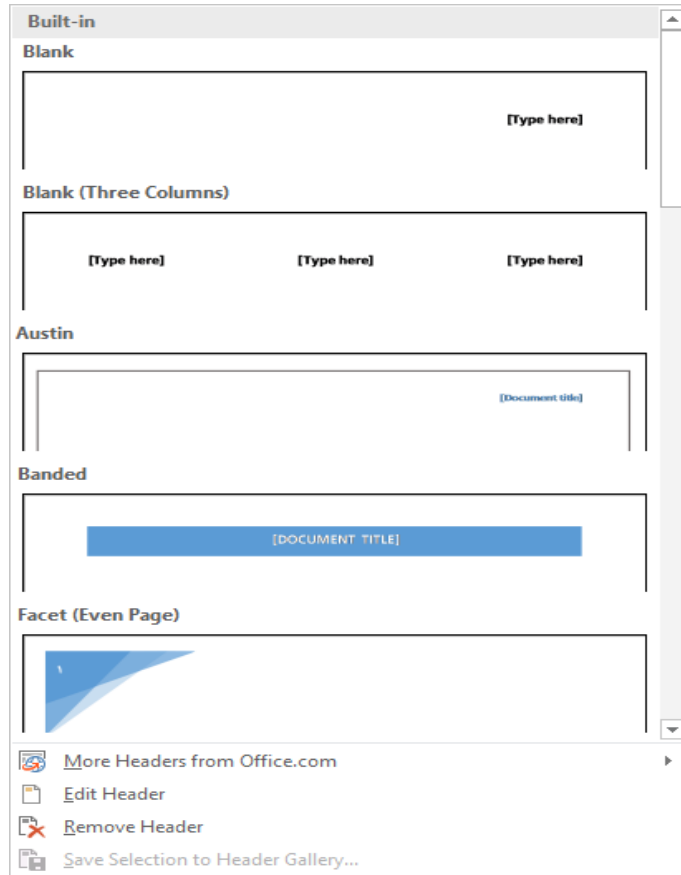 Built-in
Blank
[Type here]
Blank (Three Columns)
[Type here] [Type here] [Type here]
Austin
[Document title]
Banded
[DOCUMENT TITLE]
Facet (Even Page)
1
More Headers from Office.com
Edit Header
Remove Header
Save Selection to Header Gallery...